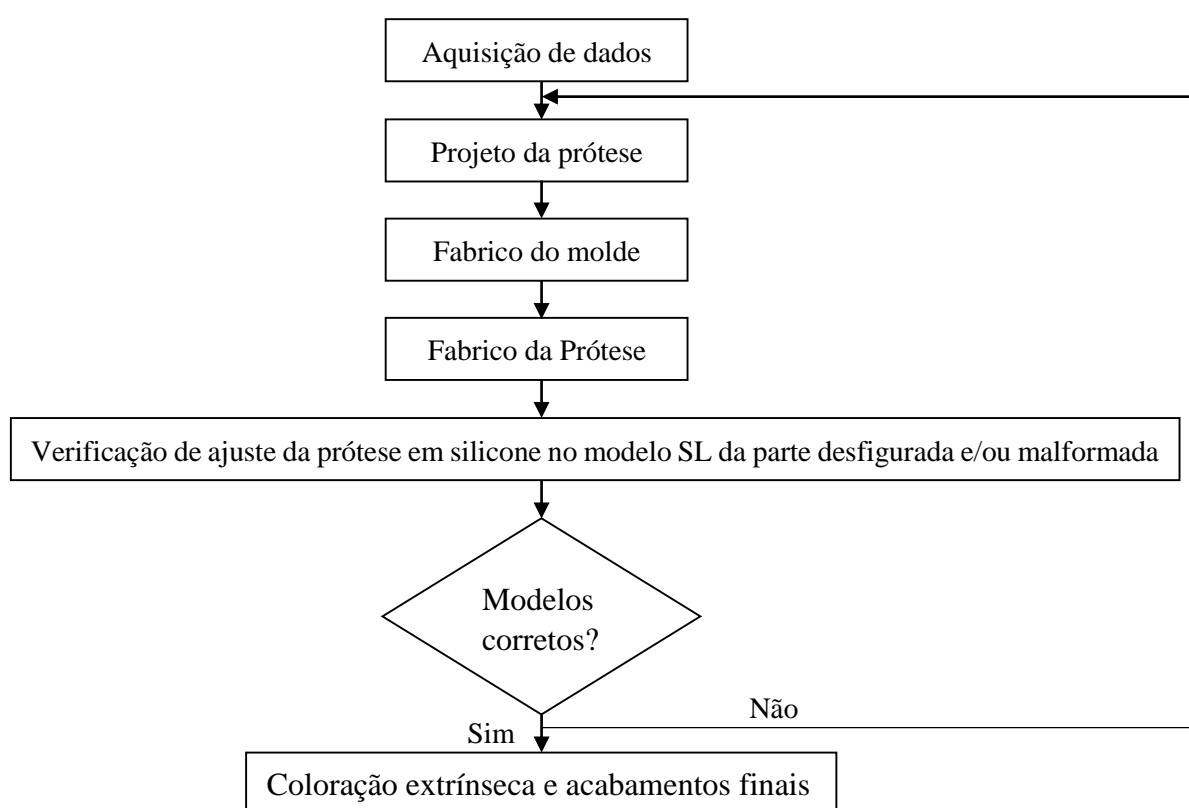 Aquisição de dados
Projeto da prótese
Fabrico do molde
Fabrico da Prótese
Verificação de ajuste da prótese em silicone no modelo SL da parte desfigurada e/ou malformada
Modelos
corretos?
Não
Sim
Coloração extrínseca e acabamentos finais